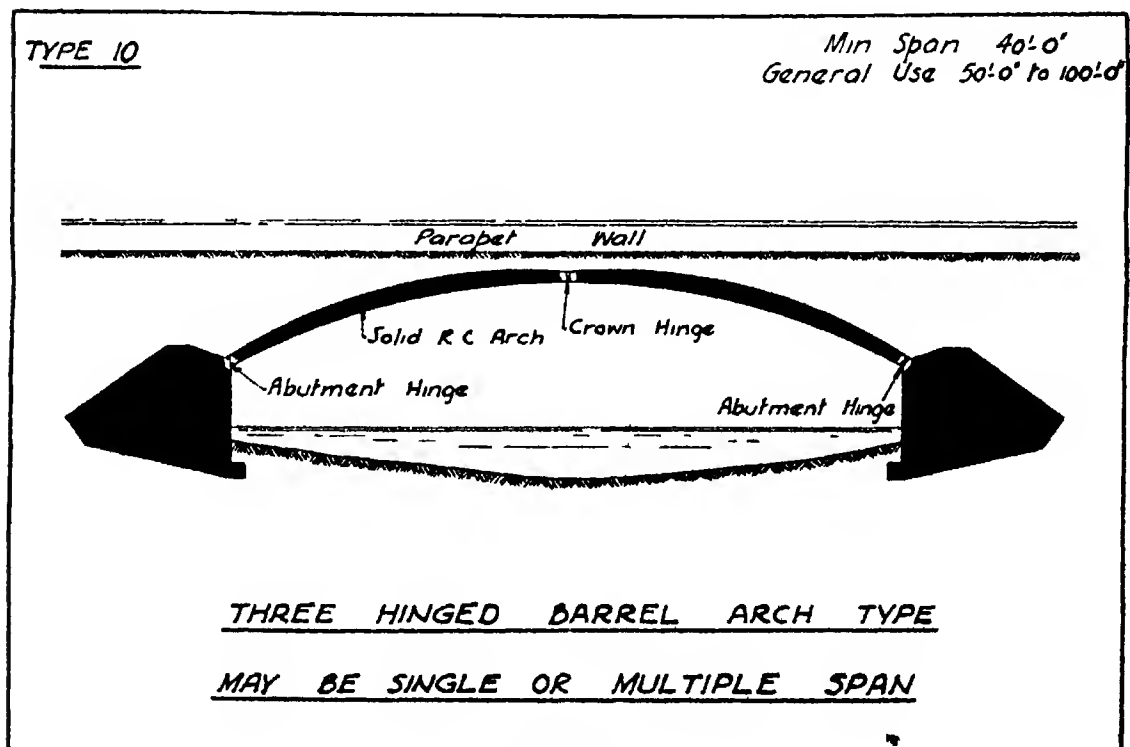 TYPE 10
Min Span 40'-0"
General Use 50'-0" to 100'-0"
Parapet Wall
Solid R C Arch
Crown Hinge
Abutment Hinge
Abutment Hinge
THREE HINGED BARREL ARCH TYPE
MAY BE SINGLE OR MULTIPLE SPAN